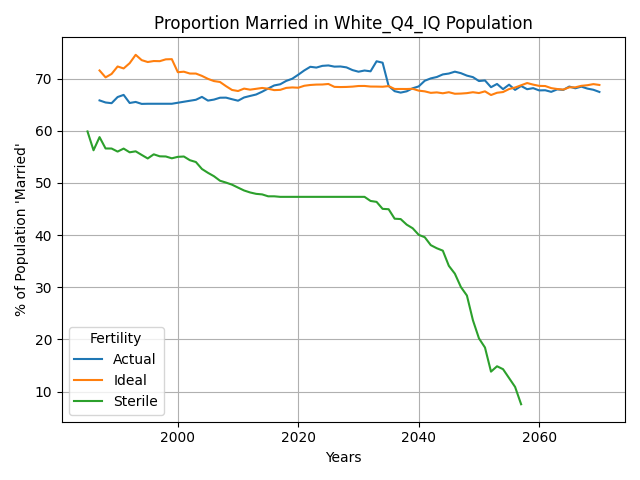 Proportion Married in White_Q4_IQ Population
% of Population 'Married'
70
60
50
40
30
20
10
Fertility
Actual
Ideal
Sterile
2000
2020
2040
2060
Years